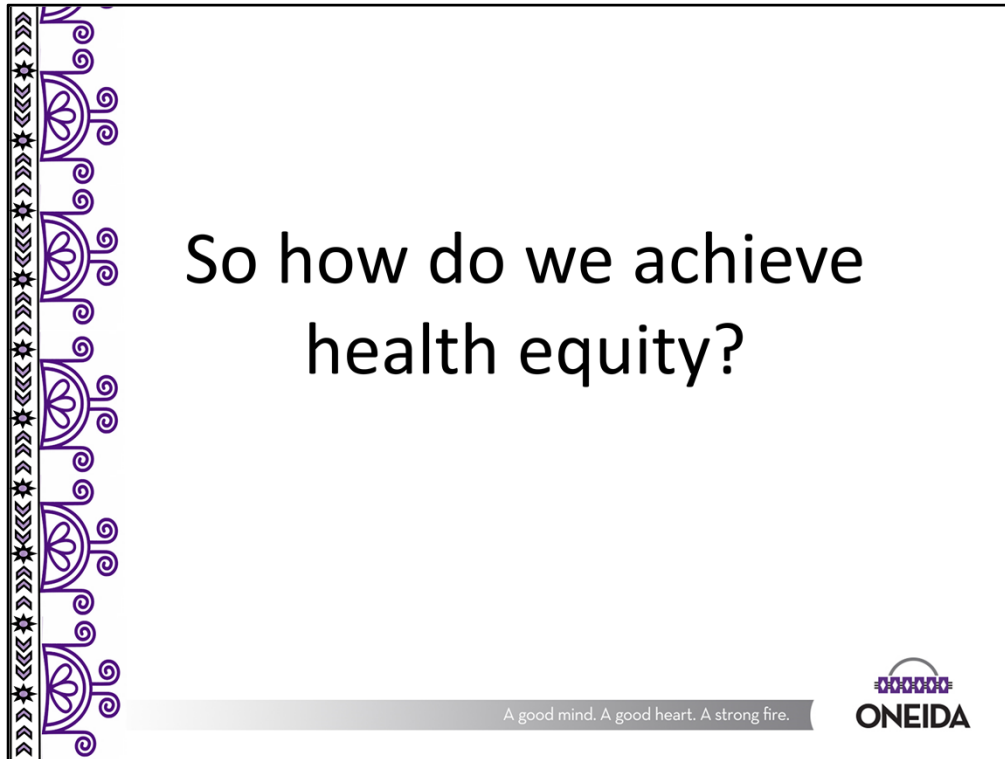 So how do we achieve
health equity?
A good mind. A good heart. A strong fire.
ONEIDA